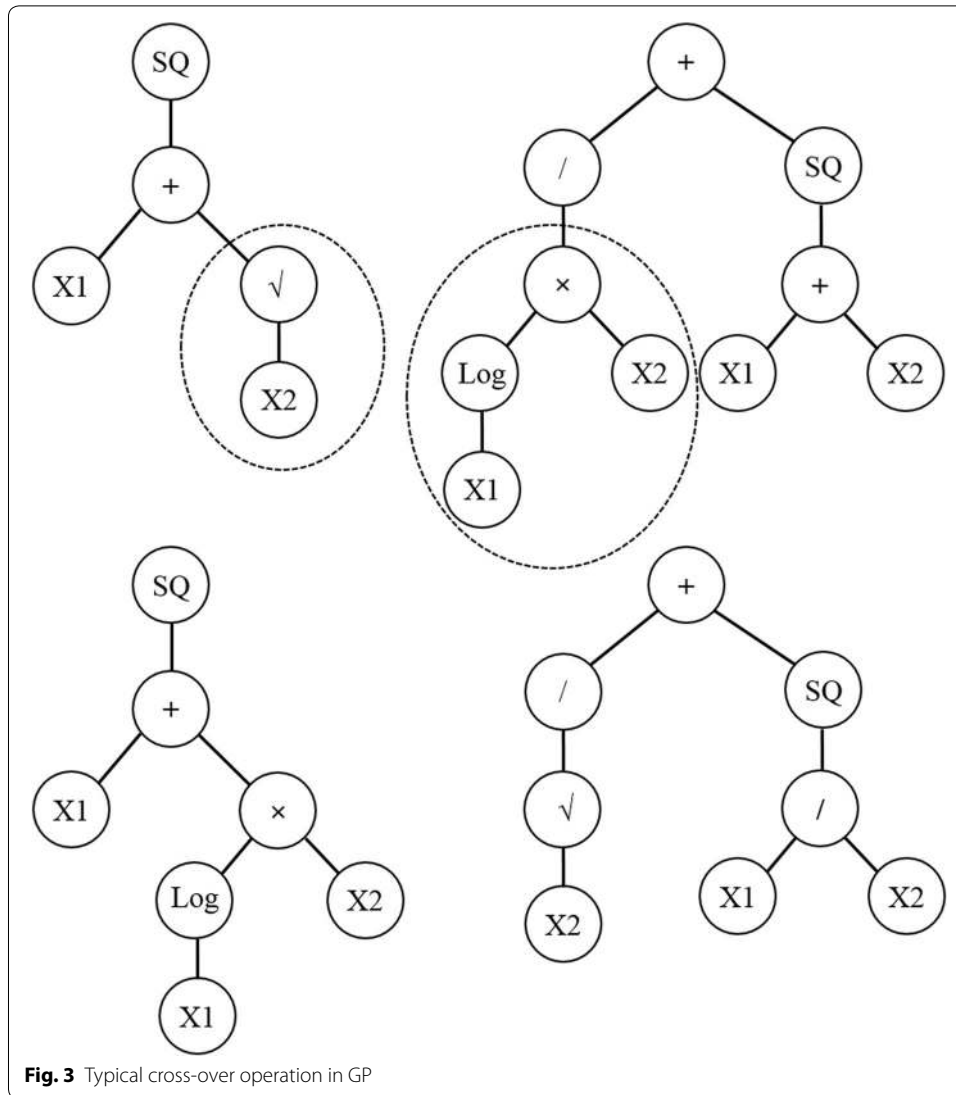 SQ
+
+
/
SQ
X1
√
×
+
X2
Log
X2
X1
X2
X1
SQ
+
+
/
SQ
X1
×
√
/
Log
X2
X2
X1
X2
X1
Fig. 3 Typical cross-over operation in GP